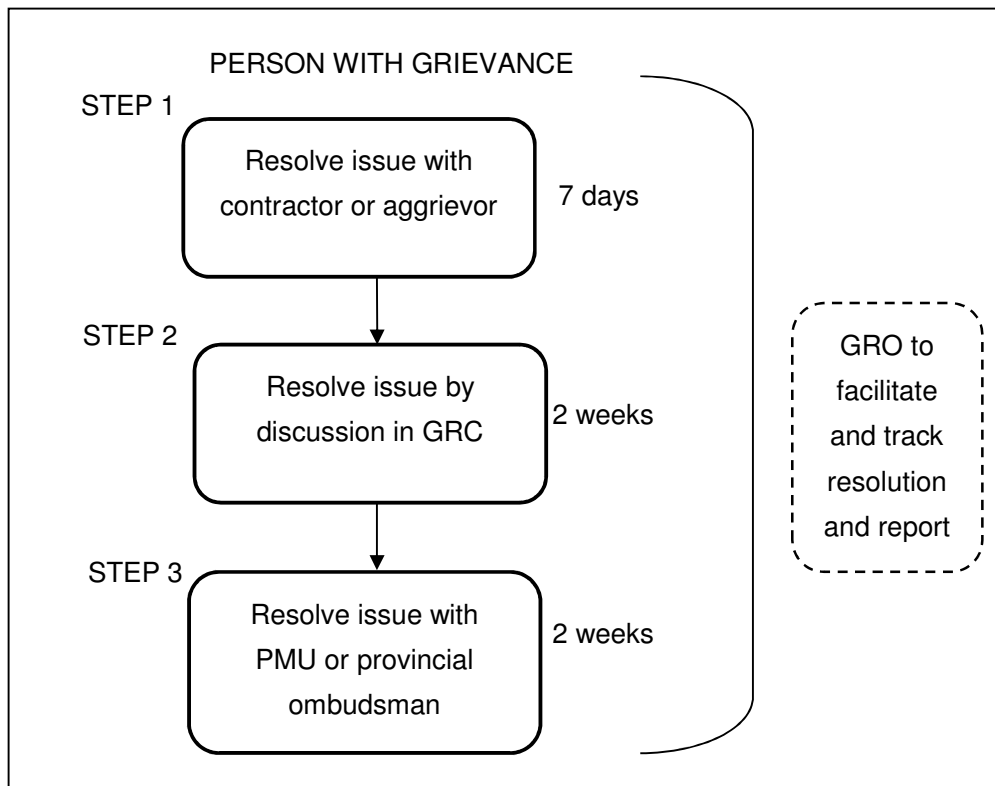 PERSON WITH GRIEVANCE
STEP 1
Resolve issue with
contractor or aggrievor
7 days
STEP 2
Resolve issue by
discussion in GRC
2 weeks
STEP 3
Resolve issue with
PMU or provincial
ombudsman
2 weeks
GRO to
facilitate
and track
resolution
and report